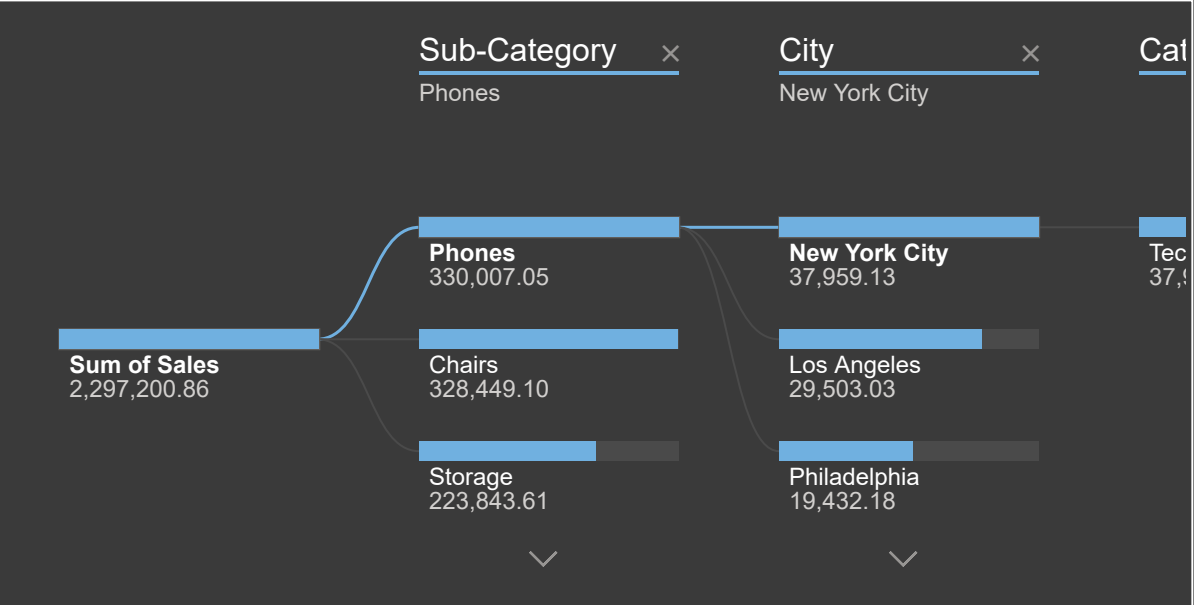 Sub-Category
City
Phones
New York City
Phones
330,007.05
New York City
37,959.13
Sum of Sales
2,297,200.86
Chairs
328,449.10
Los Angeles
29,503.03
Storage
223,843.61
Philadelphia
19,432.18